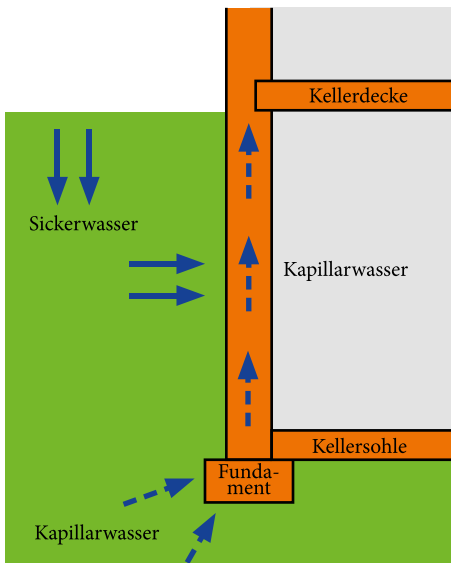 Kellerdecke
Sickerwasser
Kapillarwasser
Kellersohle
Funda-
ment
Kapillarwasser